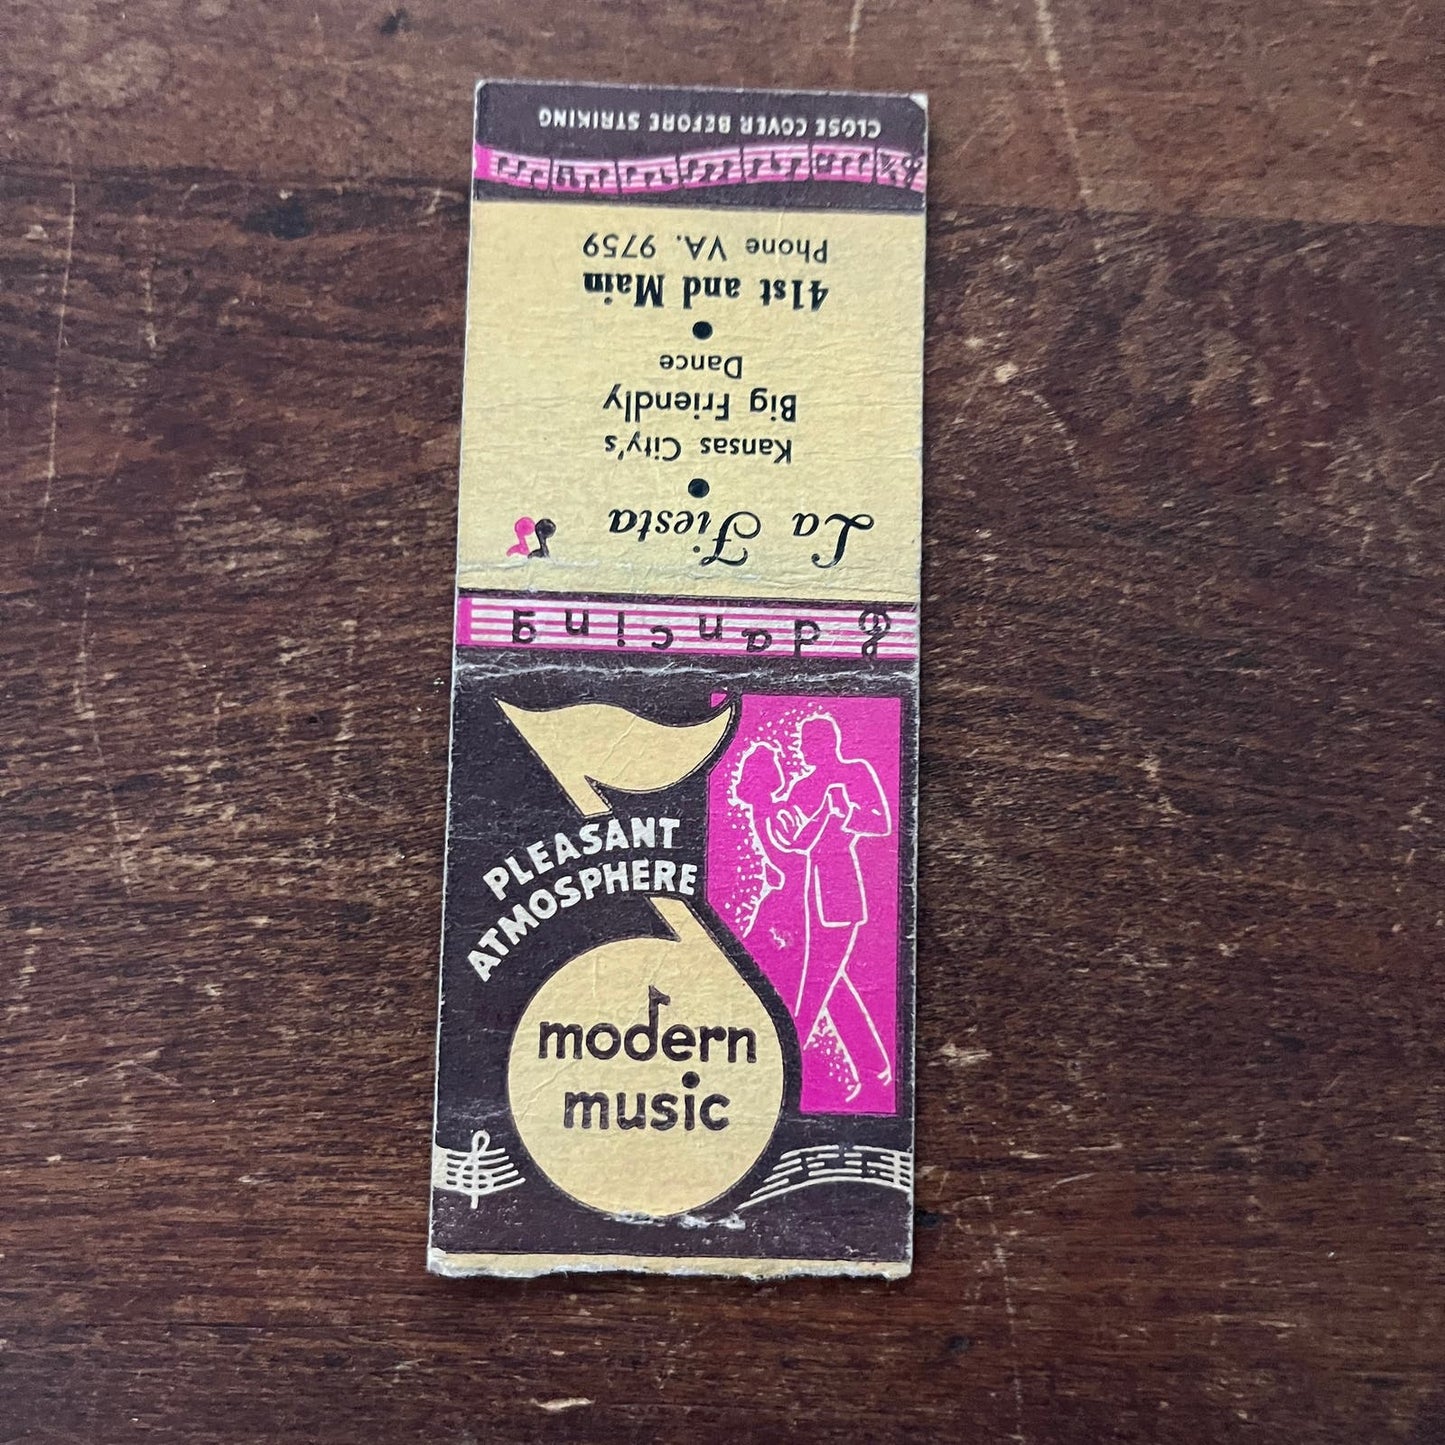 PLEASANT
ATMOSPHERE
modern
music
dancing
La Fiesta
Kansas City's
Big Friendly
Dance
41st and Main
Phone VA. 9759
CLOSE COVER BEFORE STRIKING